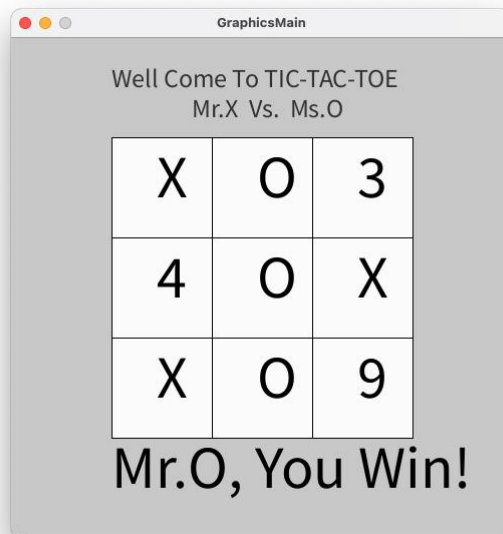 GraphicsMain
Well Come To TIC-TAC-TOE
Mr.X Vs. Ms.O
X O 3
4 O X
X O 9
Mr.O, You Win!